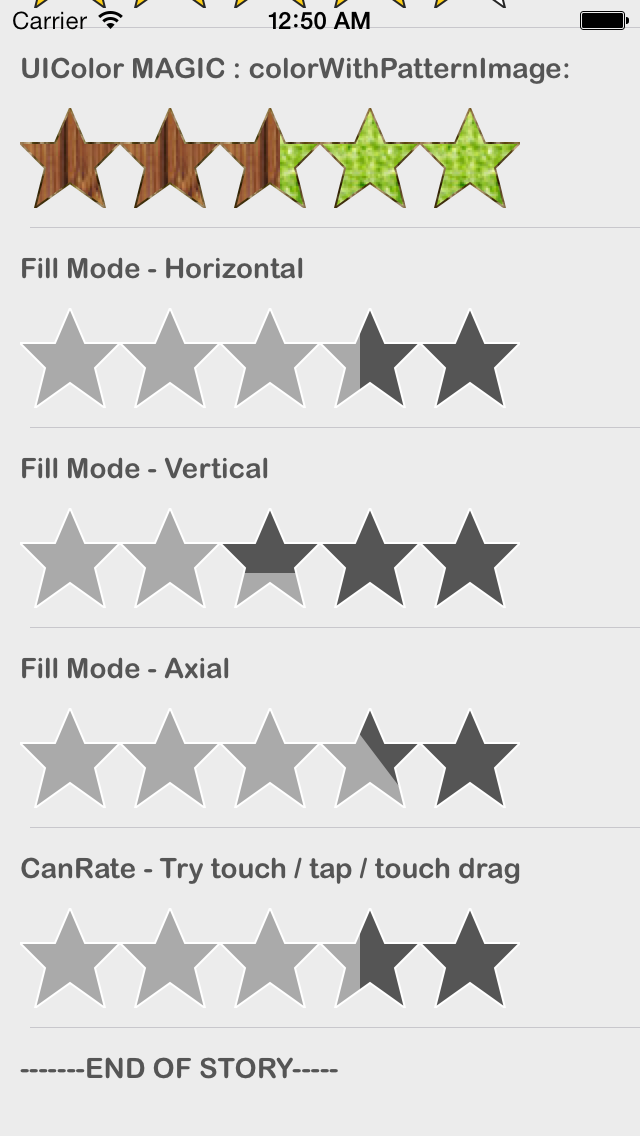 Carrier 12:50 AM
UIColor MAGIC : colorWithPatternImage:
Fill Mode - Horizontal
Fill Mode - Vertical
Fill Mode - Axial
CanRate - Try touch / tap / touch drag
-------END OF STORY-----